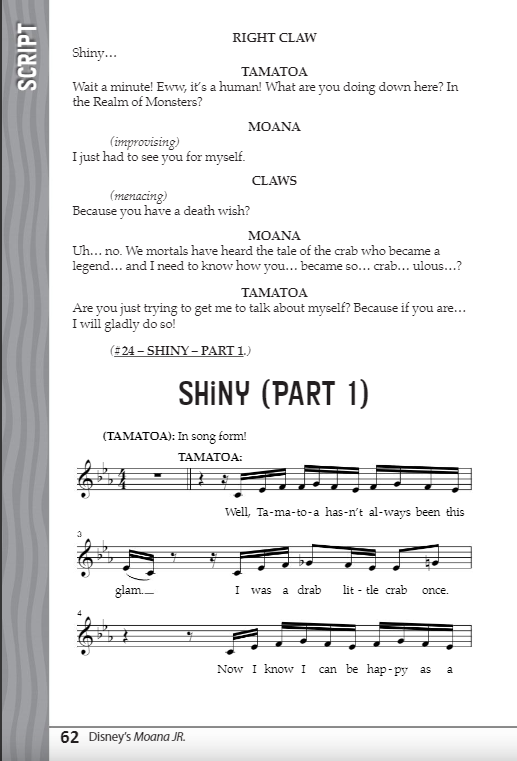 SCRIPT
RIGHT CLAW
Shiny…
TAMATOA
Wait a minute! Eww, it's a human! What are you doing down here? In
the Realm of Monsters?
MOANA
(improvising)
I just had to see you for myself.
CLAWS
(menacing)
Because you have a death wish?
MOANA
Uh… no. We mortals have heard the tale of the crab who became a
legend… and I need to know how you… became so… crab… ulous…?
TAMATOA
Are you just trying to get me to talk about myself? Because if you are…
I will gladly do so!
(#24 – SHINY – PART 1.)
SHiNY (PART 1)
(TAMATOA): In song form!
TAMATOA:
Well, Ta-ma-to-a has-n't al-ways been this
3
glam.__ I was a drab lit-tle crab once.
4
Now I know I can be hap-py as a
62 Disney's Moana JR.